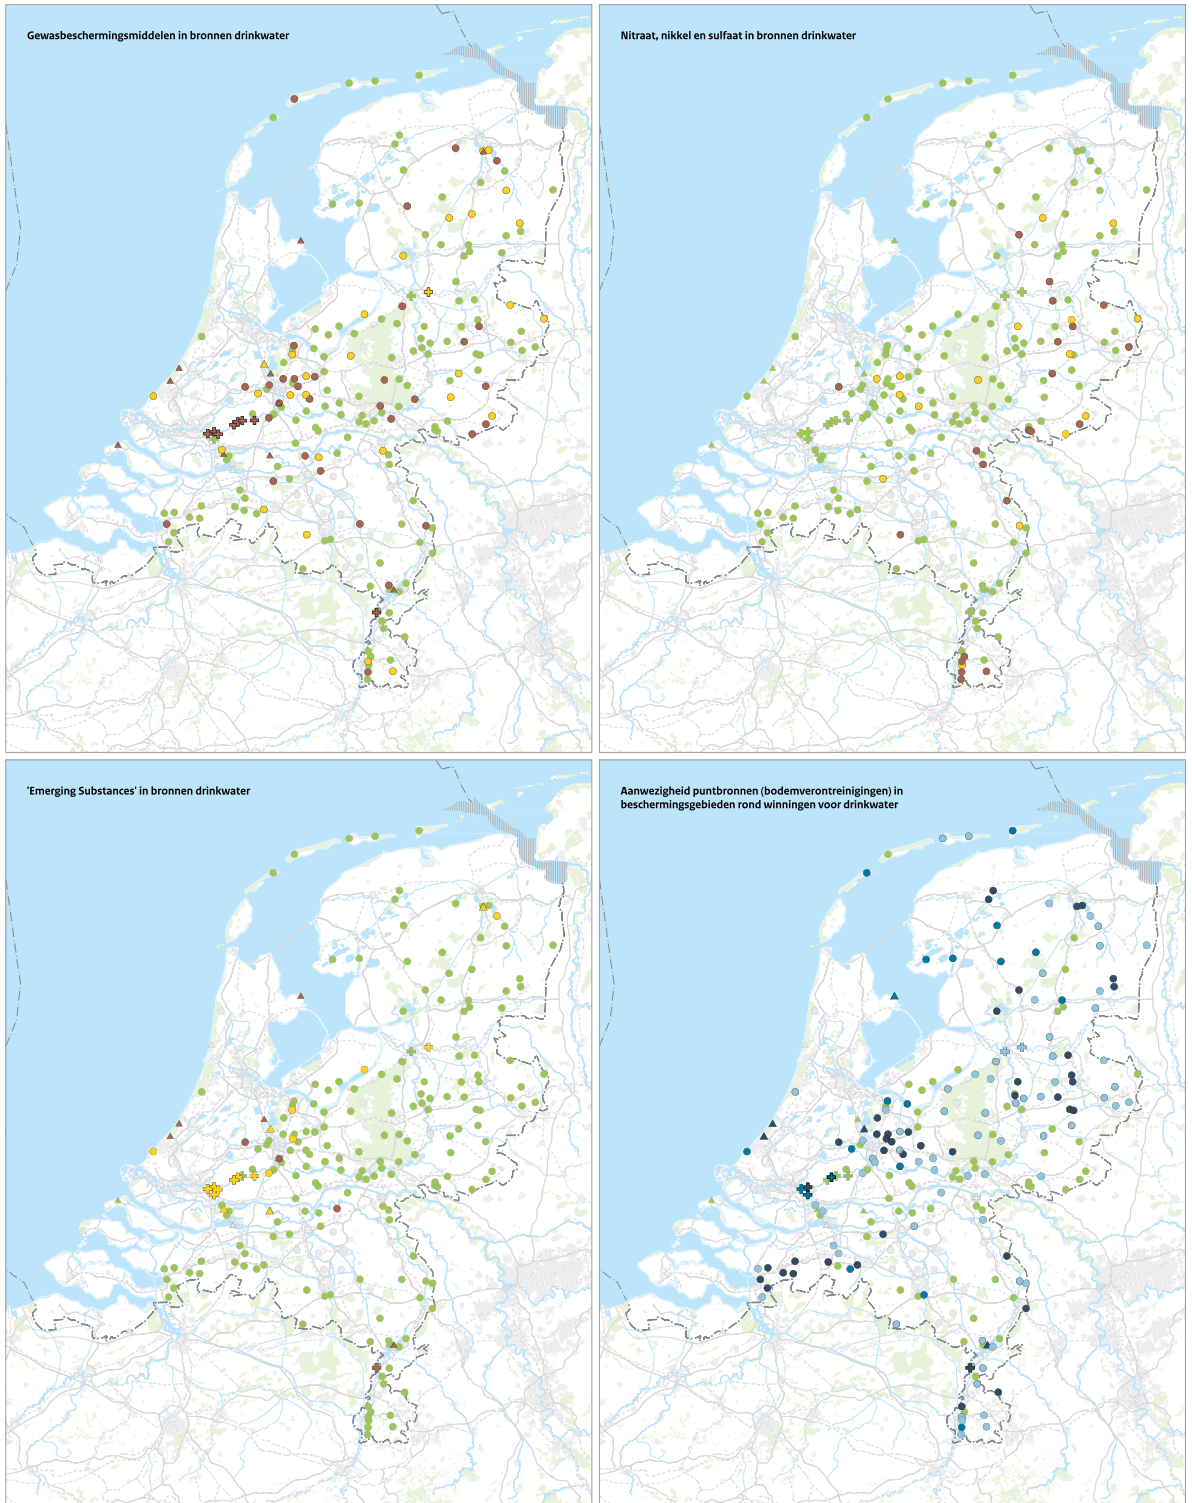 Gewasbeschermingsmiddelen in bronnen drinkwater
Nitraat, nikkel en sulfaat in bronnen drinkwater
'Emerging Substances' in bronnen drinkwater
Aanwezigheid puntbronnen (bodemverontreinigingen) in
beschermingsgebieden rond winningen voor drinkwater